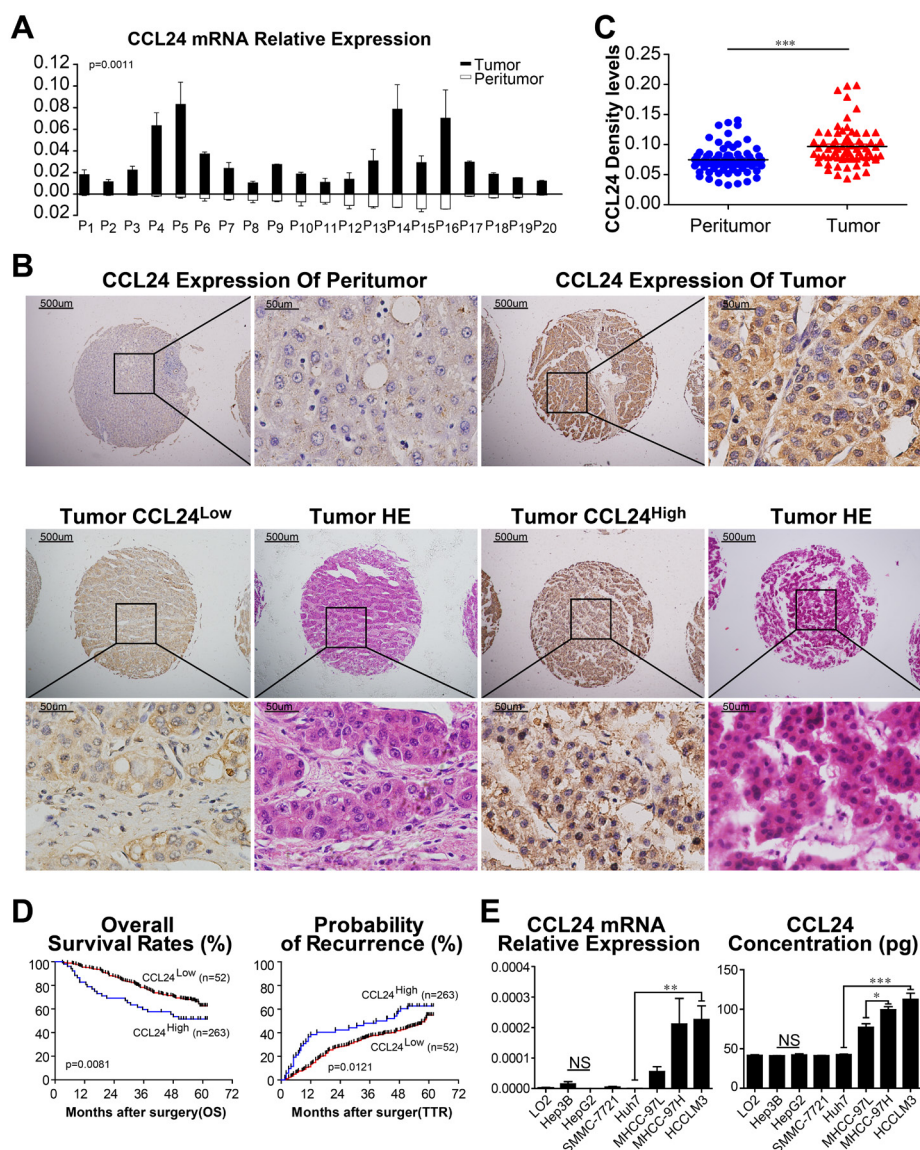 A
CCL24 mRNA Relative Expression
p=0.0011
Tumor
Peritumor
0.12
0.10
0.08
0.06
0.04
0.02
0.00
0.02
P1 P2 P3 P4 P5 P6 P7 P8 P9 P10 P11 P12 P13 P14 P15 P16 P17 P18 P19 P20
C
CCL24 Density levels
***
0.25
0.20
0.15
0.10
0.05
0.00
Peritumor Tumor
B
CCL24 Expression Of Peritumor CCL24 Expression Of Tumor
500um 50um 500um 50um
Tumor CCL24Low Tumor HE Tumor CCL24High Tumor HE
500um 500um 500um 500um
50um 50um 50um 50um
D
Overall
Survival Rates (%)
100
80
60
40
20
0
CCL24Low (n=52)
CCL24High (n=263)
p=0.0081
0 12 24 36 48 60 72
Months after surgery(OS)
Probability
of Recurrence (%)
100
80
60
40
20
0
CCL24High (n=263)
CCL24Low (n=52)
p=0.0121
0 12 24 36 48 60 72
Months after surger(TTR)
E
CCL24 mRNA
Relative Expression
0.0004
0.0003
0.0002
0.0001
0.0000
**
NS
LO2 Hep3B HepG2 SMMC-7721 Huh7 MHCC-97L MHCC-97H HCCLM3
CCL24
Concentration (pg)
150
100
50
0
***
*
NS
LO2 Hep3B HepG2 SMMC-7721 Huh7 MHCC-97L MHCC-97H HCCLM3